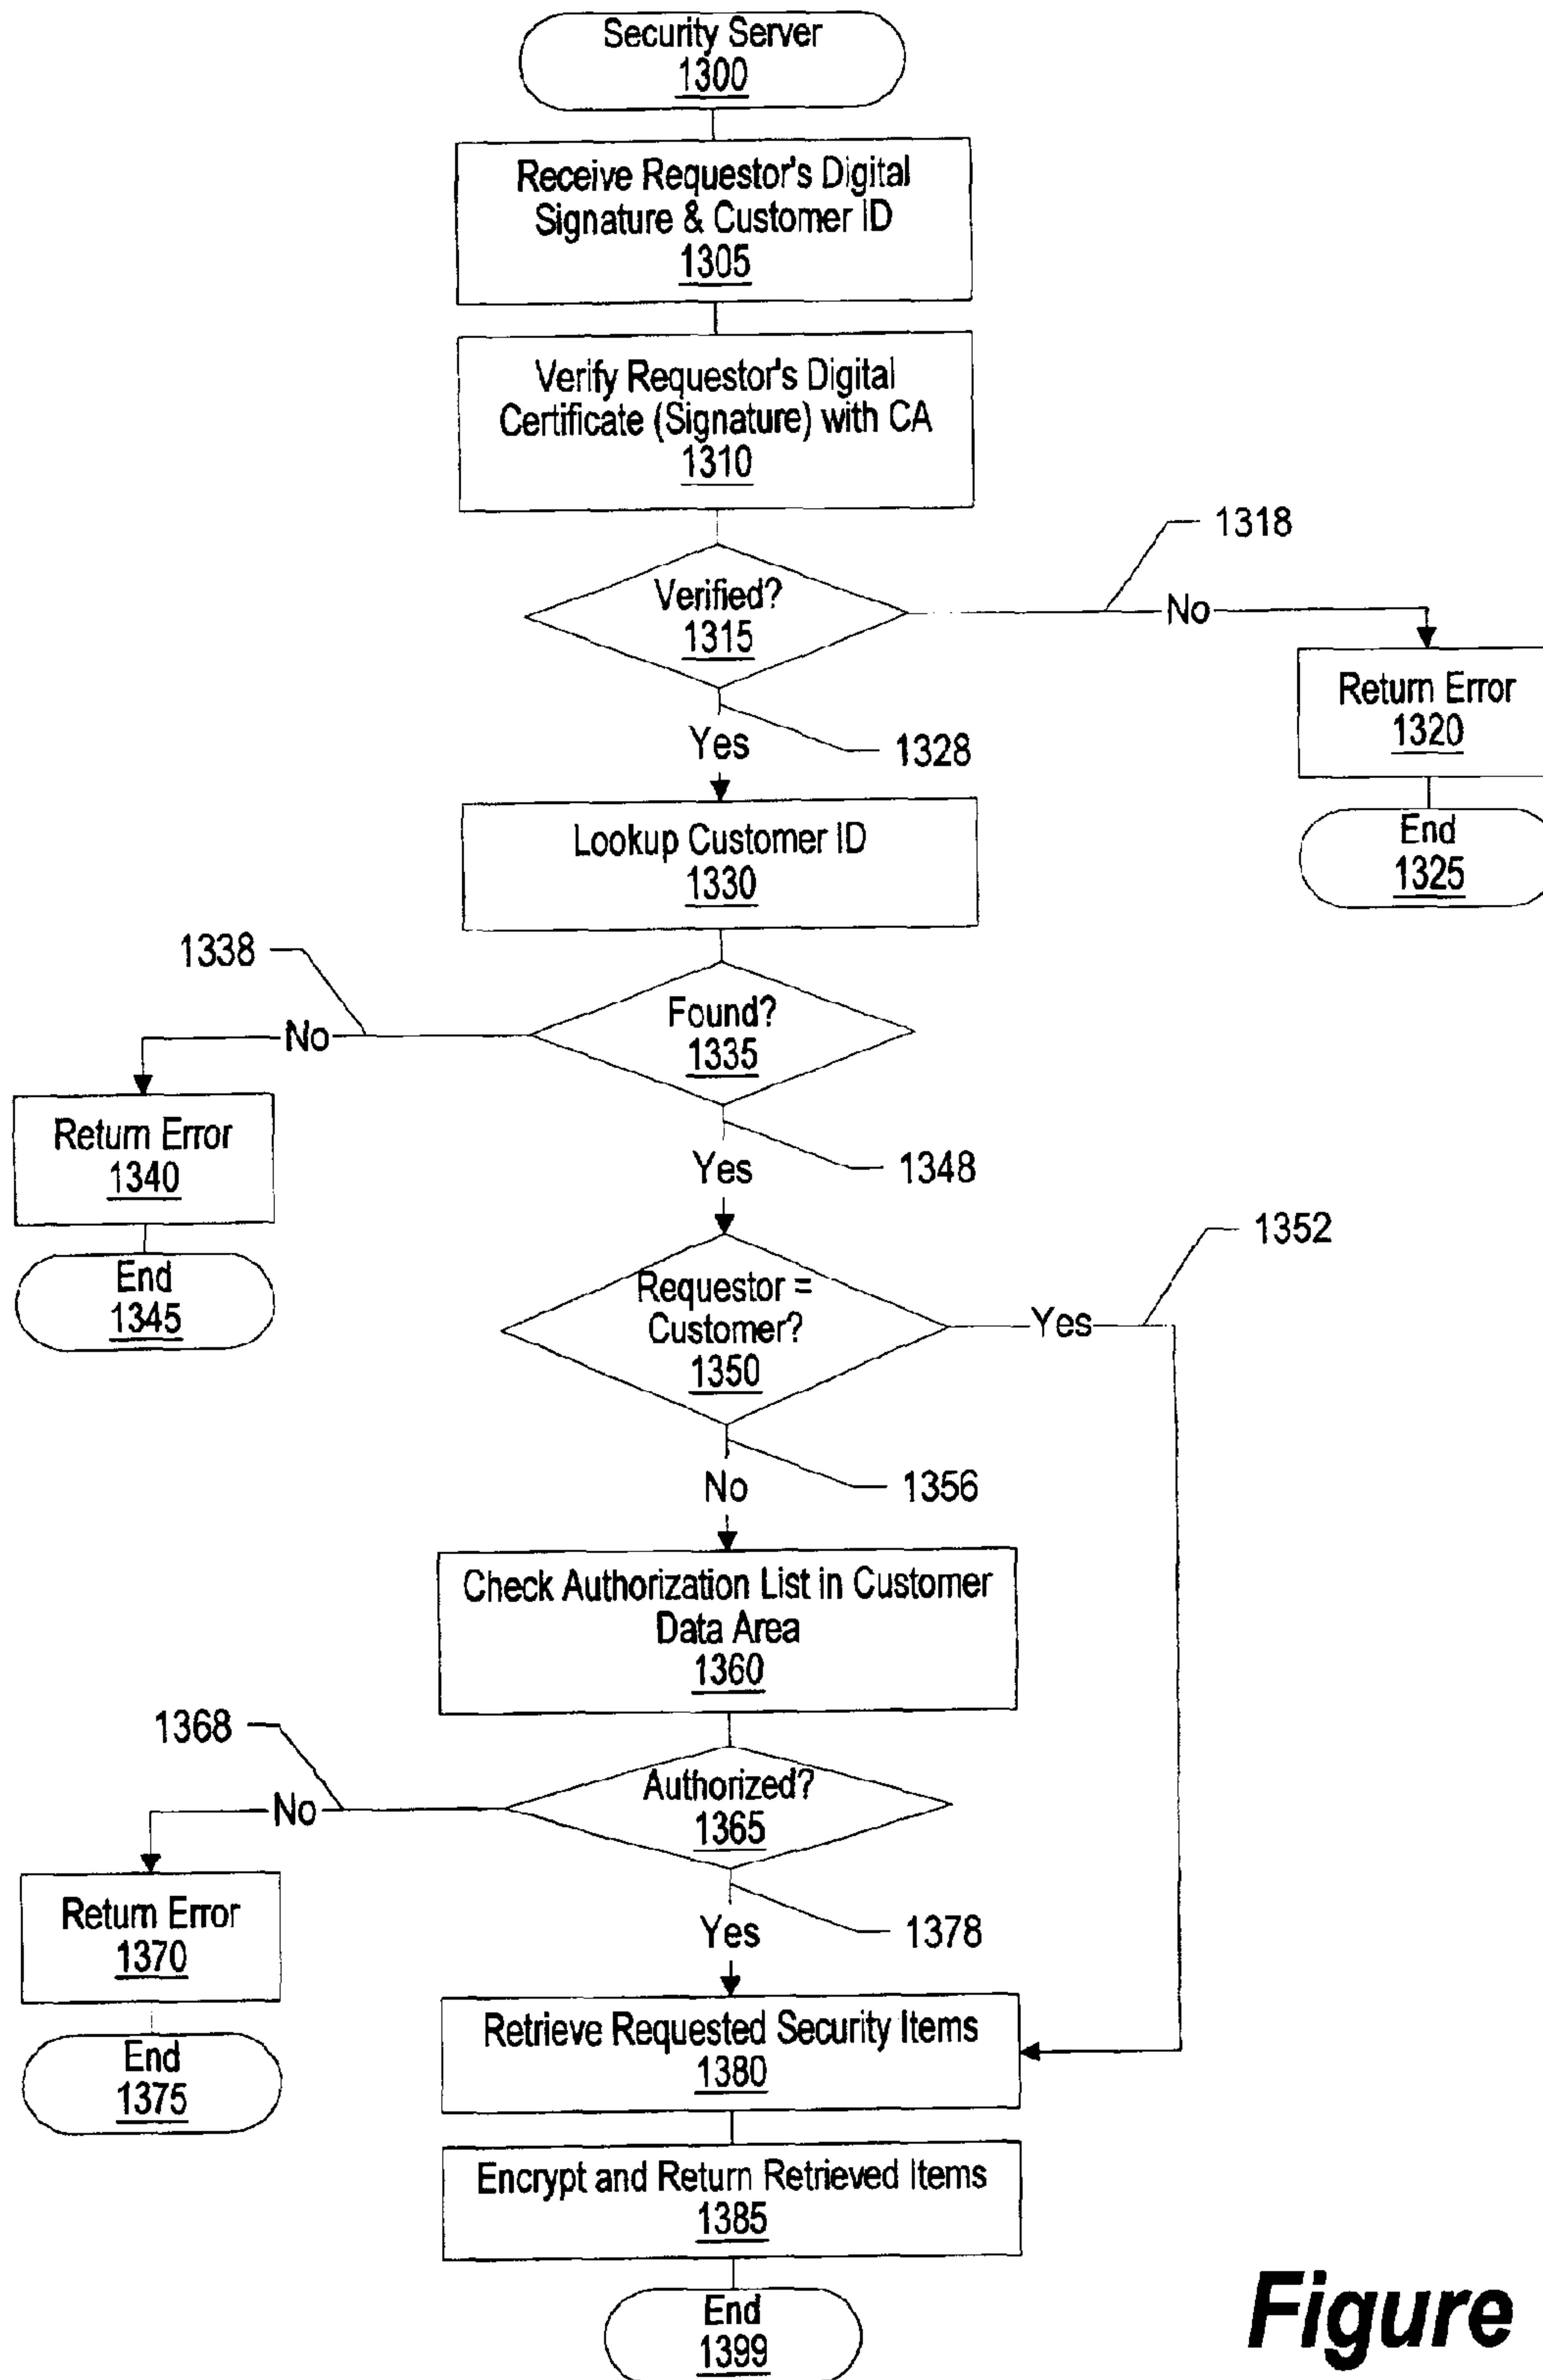 Security Server
1300
Receive Requestor's Digital
Signature & Customer ID
1305
Verify Requestor's Digital
Certificate (Signature) with CA
1310
1318
Verified?
1315
No
Return Error
1320
End
1325
Yes
1328
Lookup Customer ID
1330
1338
Found?
1335
No
Return Error
1340
End
1345
Yes
1348
1352
Requestor =
Customer?
1350
Yes
No
1356
Check Authorization List in Customer
Data Area
1360
1368
Authorized?
1365
No
Return Error
1370
End
1375
Yes
1378
Retrieve Requested Security Items
1380
Encrypt and Return Retrieved Items
1385
End
1399
Figure